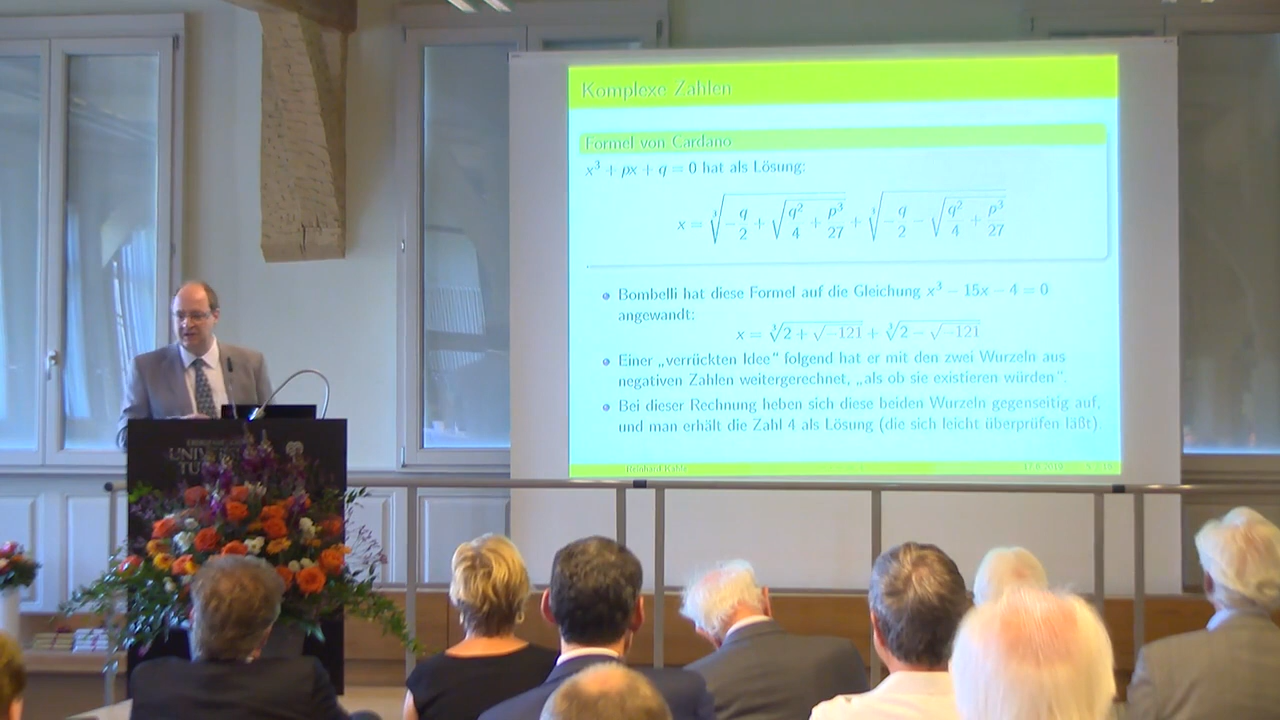 Komplexe Zahlen
Formel von Cardano
x³ + px + q = 0 hat als Lösung:
x = ∛(−q/2 + √(q²/4 + p³/27)) + ∛(−q/2 − √(q²/4 + p³/27))
Bombelli hat diese Formel auf die Gleichung x³ − 15x − 4 = 0
angewandt:
x = ∛(2 + √−121) + ∛(2 − √−121)
Einer „verrückten Idee“ folgend hat er mit den zwei Wurzeln aus
negativen Zahlen weitergerechnet, „als ob sie existieren würden“.
Bei dieser Rechnung heben sich diese beiden Wurzeln gegenseitig auf,
und man erhält die Zahl 4 als Lösung (die sich leicht überprüfen läßt)
Reinhard Kahle